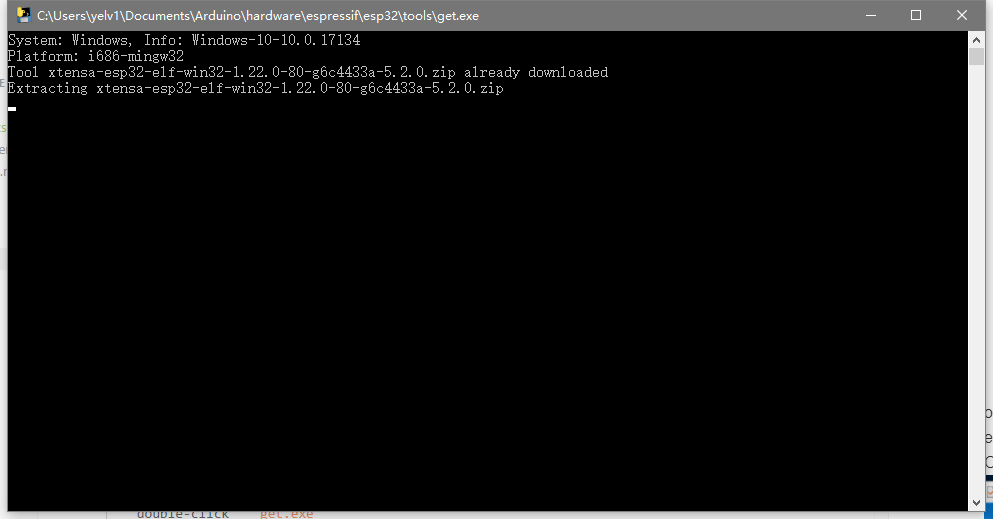 C:\Users\yelv1\Documents\Arduino\hardware\espressif\esp32\tools\get.exe
System: Windows, Info: Windows-10-10.0.17134
Platform: i686-mingw32
Tool xtensa-esp32-elf-win32-1.22.0-80-g6c4433a-5.2.0.zip already downloaded
Extracting xtensa-esp32-elf-win32-1.22.0-80-g6c4433a-5.2.0.zip
double-click get.exe